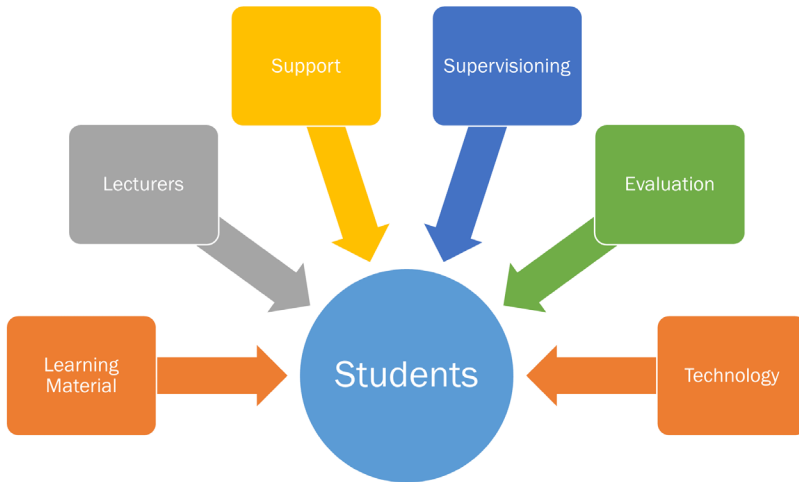 Support
Supervisioning
Lecturers
Evaluation
Learning
Material
Students
Technology